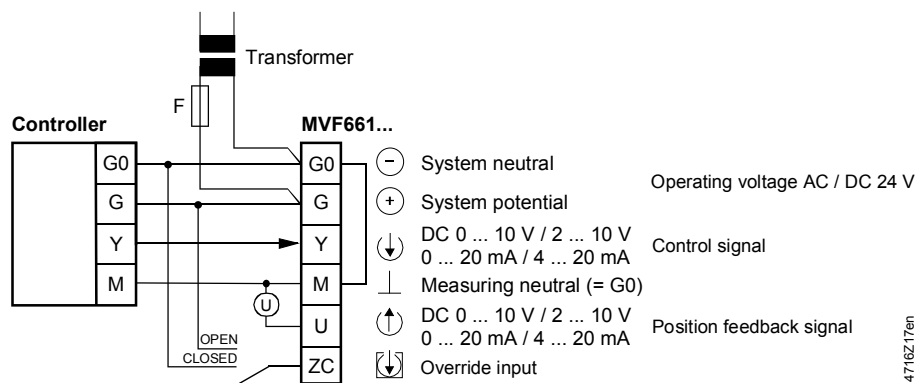 Transformer
F
Controller
MVF661...
G0
G0
System neutral
Operating voltage AC / DC 24 V
G
G
System potential
Y
Y
DC 0 ... 10 V / 2 ... 10 V
0 ... 20 mA / 4 ... 20 mA
Control signal
M
M
Measuring neutral (= G0)
U
U
DC 0 ... 10 V / 2 ... 10 V
0 ... 20 mA / 4 ... 20 mA
Position feedback signal
OPEN
CLOSED
ZC
Override input
4716Z17en